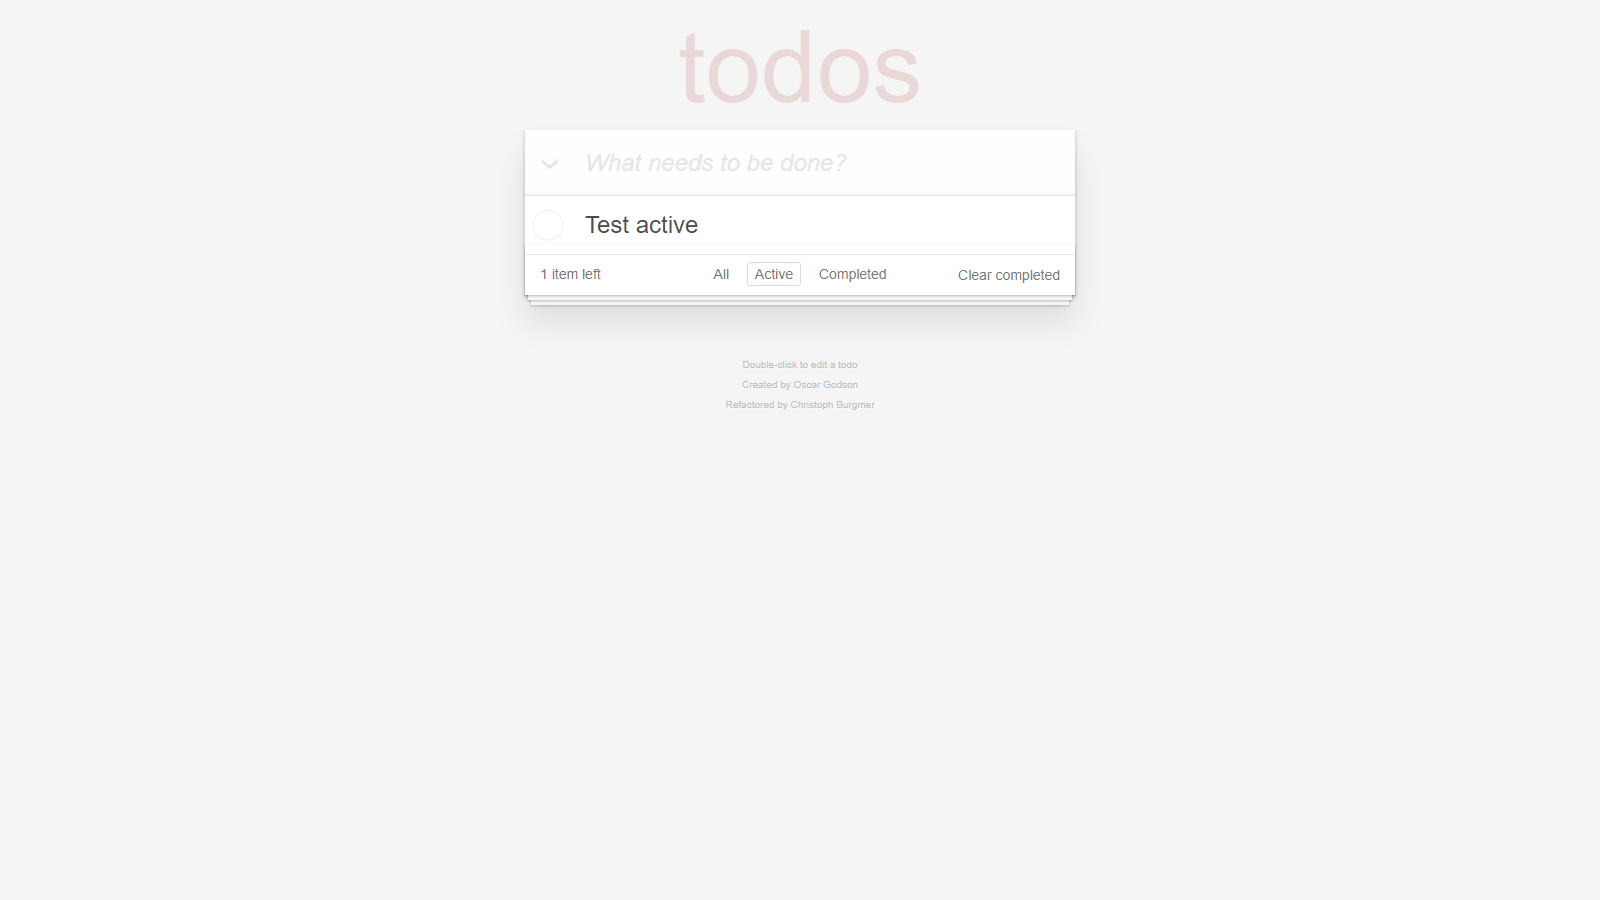 todos
What needs to be done?
Test active
1 item left All Active Completed Clear completed
Double-click to edit a todo
Created by Oscar Godson
Refactored by Christoph Burgmer